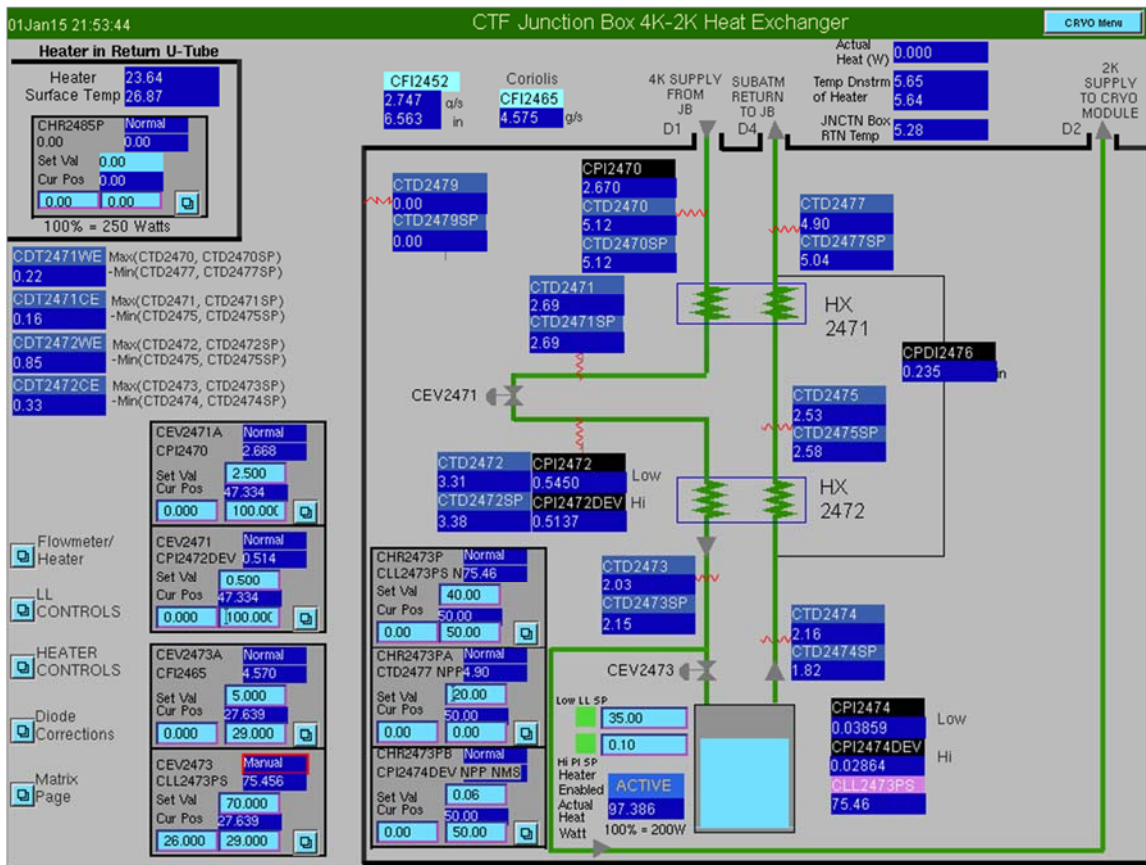 01Jan15 21:53:44
CTF Junction Box 4K-2K Heat Exchanger
CRYO Menu
Heater in Return U-Tube
Heater 23.64
Surface Temp 26.87
CHR2485P Normal
0.00 0.00
Set Val 0.00
Cur Pos 0.00
0.00 0.00
100% = 250 Watts
CFI2452
2.747 g/s
6.563 in
Coriolis
CFI2465
4.575 g/s
4K SUPPLY
FROM
JB
D1
SUBATM
RETURN
TO JB
D4
Actual
Heat (W) 0.000
Temp Dnstrm 5.65
of Heater 5.64
JNCTN Box
RTN Temp 5.28
2K
SUPPLY
TO CRYO
MODULE
D2
CDT2471WE Max(CTD2470, CTD2470SP)
0.22 -Min(CTD2477, CTD2477SP)
CDT2471CE Max(CTD2471, CTD2471SP)
0.16 -Min(CTD2475, CTD2475SP)
CDT2472WE Max(CTD2472, CTD2472SP)
0.85 -Min(CTD2475, CTD2475SP)
CDT2472CE Max(CTD2473, CTD2473SP)
0.33 -Min(CTD2474, CTD2474SP)
CTD2479
0.00
CTD2479SP
0.00
CPI2470
2.670
CTD2470
5.12
CTD2470SP
5.12
CTD2477
4.90
CTD2477SP
5.04
CTD2471
2.69
CTD2471SP
2.69
HX
2471
CPDI2476
0.235 in
CEV2471
CTD2475
2.53
CTD2475SP
2.58
CTD2472
3.31
CTD2472SP
3.38
CPI2472
0.5450 Low
CPI2472DEV Hi
0.5137
HX
2472
CEV2471A Normal
CPI2470 2.668
Set Val 2.500
Cur Pos 47.334
0.000 100.000
CEV2471 Normal
CPI2472DEV 0.514
Set Val 0.500
Cur Pos 47.334
0.000 100.000
CEV2473A Normal
CFI2465 4.570
Set Val 5.000
Cur Pos 27.639
0.000 29.000
CEV2473 Manual
CLL2473PS 75.456
Set Val 70.000
Cur Pos 27.639
26.000 29.000
Flowmeter/
Heater
LL
CONTROLS
HEATER
CONTROLS
Diode
Corrections
Matrix
Page
CHR2473P Normal
CLL2473PS N 75.46
Set Val 40.00
Cur Pos 50.00
0.00 50.00
CHR2473PA Normal
CTD2477 NPP 4.90
Set Val 20.00
Cur Pos 50.00
0.00 50.00
CHR2473PB Normal
CPI2474DEV NPP NMS
Set Val 0.06
Cur Pos 50.00
0.00 50.00
CTD2473
2.03
CTD2473SP
2.15
CTD2474
2.16
CTD2474SP
1.82
CEV2473
Low LL SP
35.00
0.10
Hi PI SP
Heater
Enabled ACTIVE
Actual
Heat 97.386
Watt 100% = 200W
CPI2474
0.03859 Low
CPI2474DEV
0.02864 Hi
CLL2473PS
75.46